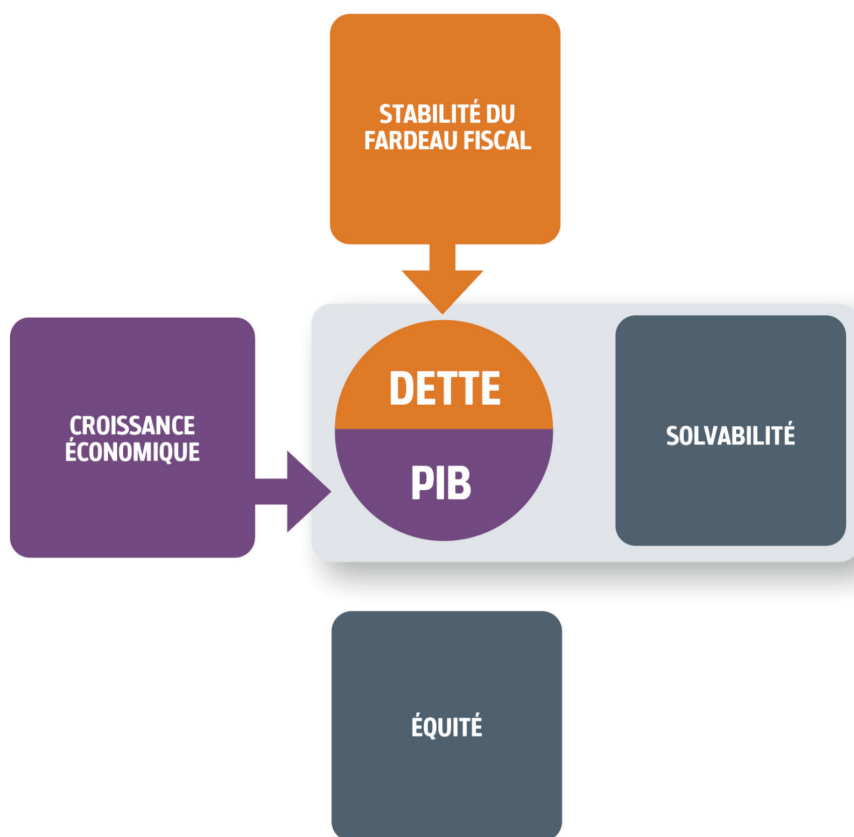 STABILITÉ DU
FARDEAU FISCAL
DETTE
PIB
CROISSANCE
ÉCONOMIQUE
SOLVABILITÉ
ÉQUITÉ